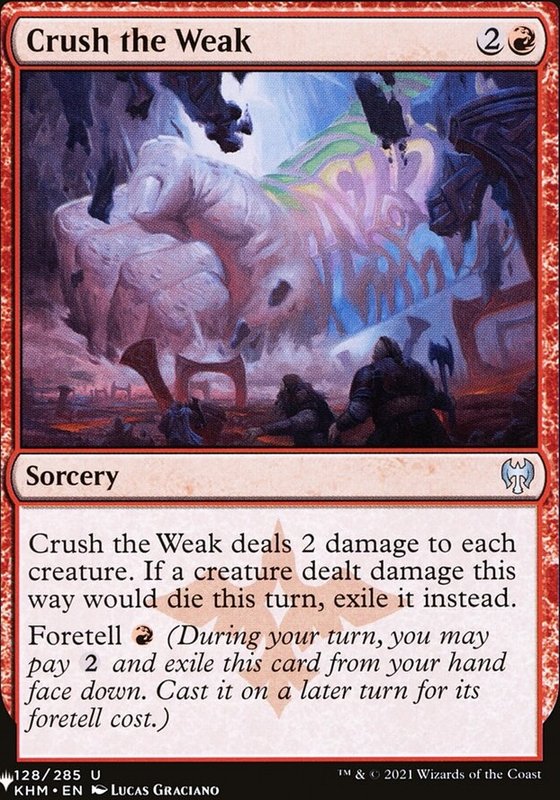 Crush the Weak 2
Sorcery
Crush the Weak deals 2 damage to each
creature. If a creature dealt damage this
way would die this turn, exile it instead.
Foretell (During your turn, you may
pay 2 and exile this card from your hand
face down. Cast it on a later turn for its
foretell cost.)
128/285 U
KHM • EN Lucas Graciano
™ & © 2021 Wizards of the Coast